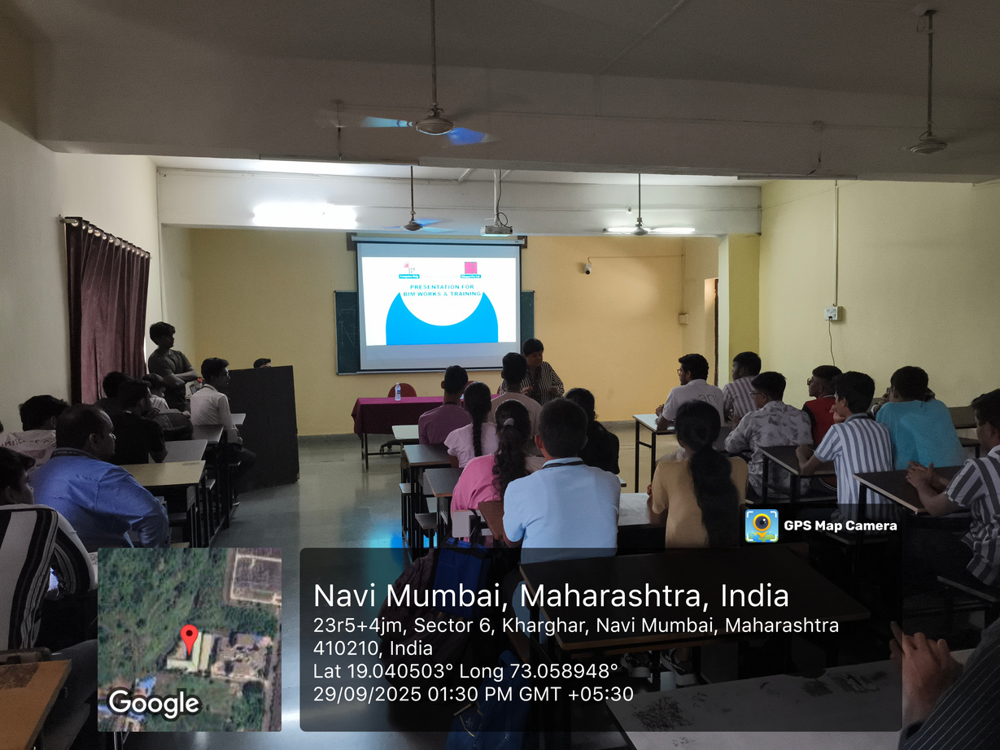 PRESENTATION FOR
BIM WORKS & TRAINING
GPS Map Camera
Navi Mumbai, Maharashtra, India
23r5+4jm, Sector 6, Kharghar, Navi Mumbai, Maharashtra
410210, India
Lat 19.040503° Long 73.058948°
29/09/2025 01:30 PM GMT +05:30
Google